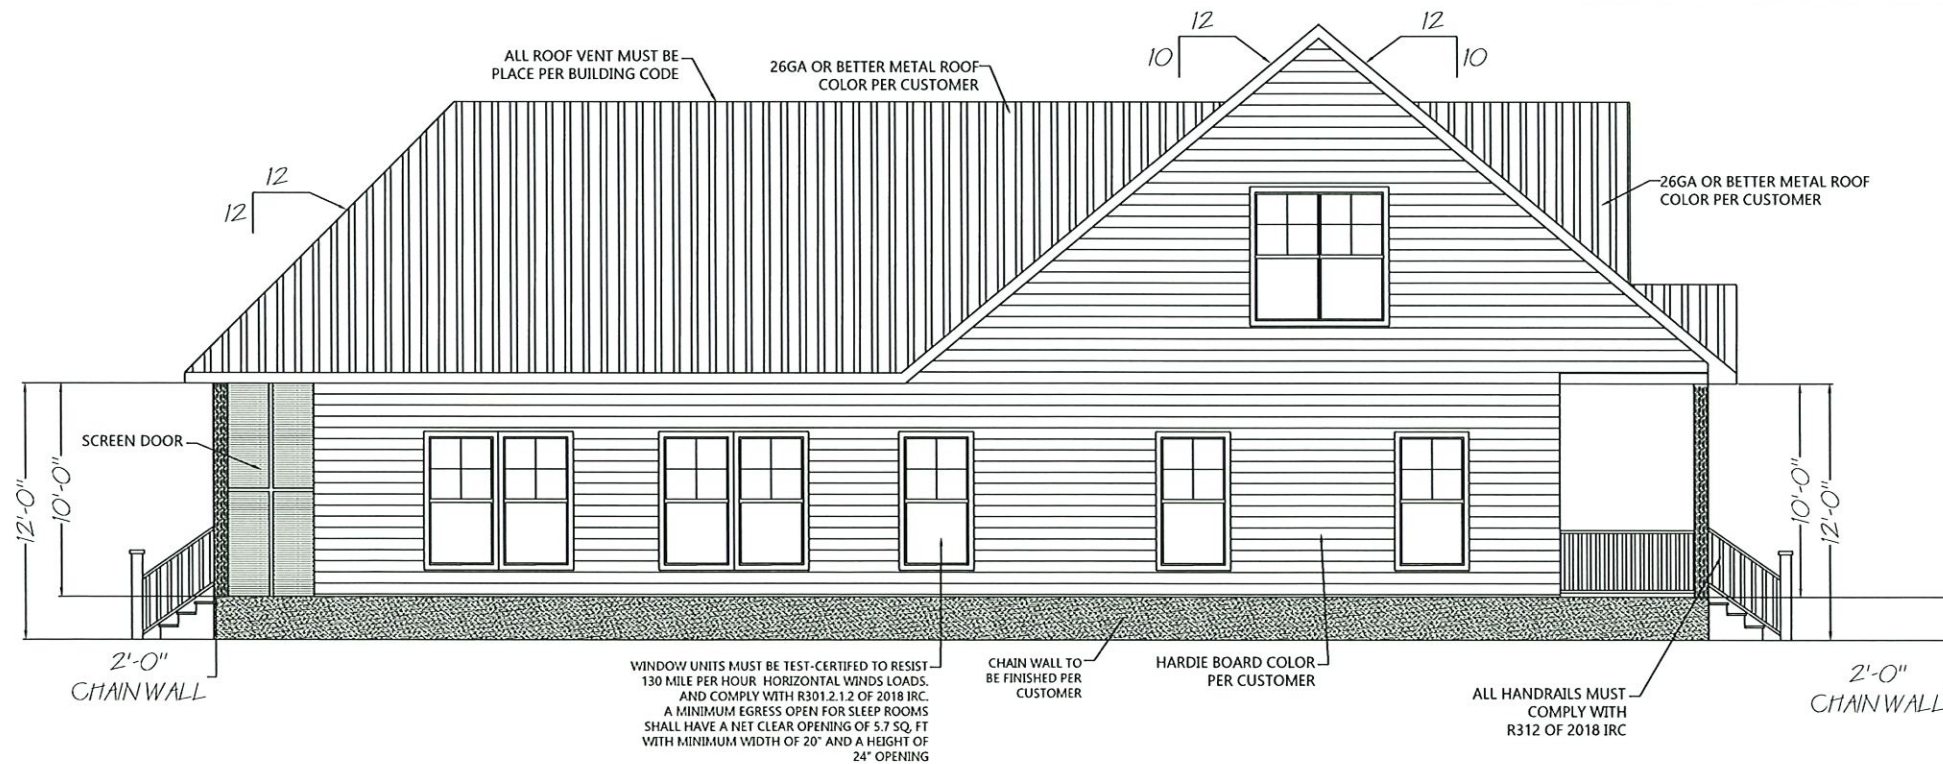 12
10
12
10
ALL ROOF VENT MUST BE
PLACE PER BUILDING CODE
26GA OR BETTER METAL ROOF
COLOR PER CUSTOMER
12
12
26GA OR BETTER METAL ROOF
COLOR PER CUSTOMER
SCREEN DOOR
12'-0"
10'-0"
10'-0"
12'-0"
2'-0"
CHAIN WALL
WINDOW UNITS MUST BE TEST-CERTIFED TO RESIST
130 MILE PER HOUR HORIZONTAL WINDS LOADS.
AND COMPLY WITH R301.2.1.2 OF 2018 IRC.
A MINIMUM EGRESS OPEN FOR SLEEP ROOMS
SHALL HAVE A NET CLEAR OPENING OF 5.7 SQ, FT
WITH MINIMUM WIDTH OF 20" AND A HEIGHT OF
24" OPENING
CHAIN WALL TO
BE FINISHED PER
CUSTOMER
HARDIE BOARD COLOR
PER CUSTOMER
ALL HANDRAILS MUST
COMPLY WITH
R312 OF 2018 IRC
2'-0"
CHAIN WALL